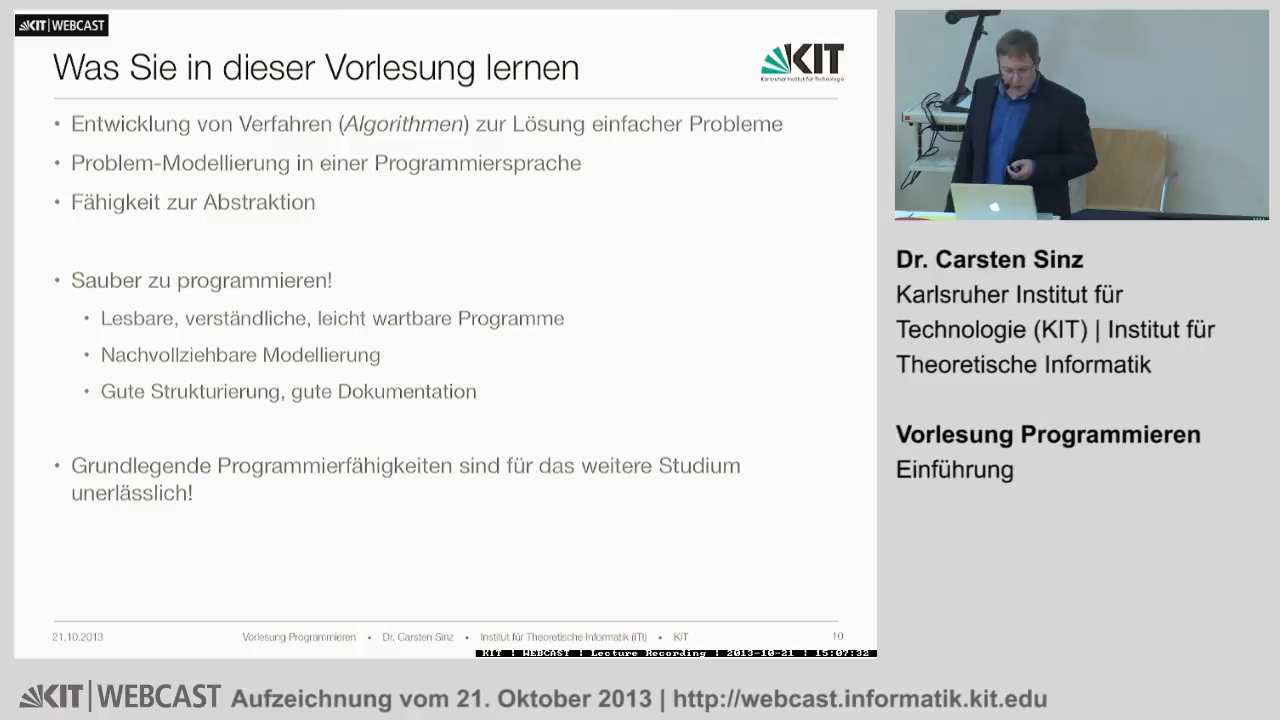 KIT | WEBCAST
Was Sie in dieser Vorlesung lernen
KIT
Karlsruher Institut für Technologie
• Entwicklung von Verfahren (Algorithmen) zur Lösung einfacher Probleme
• Problem-Modellierung in einer Programmiersprache
• Fähigkeit zur Abstraktion
• Sauber zu programmieren!
• Lesbare, verständliche, leicht wartbare Programme
• Nachvollziehbare Modellierung
• Gute Strukturierung, gute Dokumentation
• Grundlegende Programmierfähigkeiten sind für das weitere Studium
unerlässlich!
21.10.2013 Vorlesung Programmieren • Dr. Carsten Sinz • Institut für Theoretische Informatik (ITI) • KIT 10
KIT | WEBCAST | Lecture Recording | 2013-10-21 | 15:07:32
Dr. Carsten Sinz
Karlsruher Institut für
Technologie (KIT) | Institut für
Theoretische Informatik
Vorlesung Programmieren
Einführung
KIT | WEBCAST Aufzeichnung vom 21. Oktober 2013 | http://webcast.informatik.kit.edu